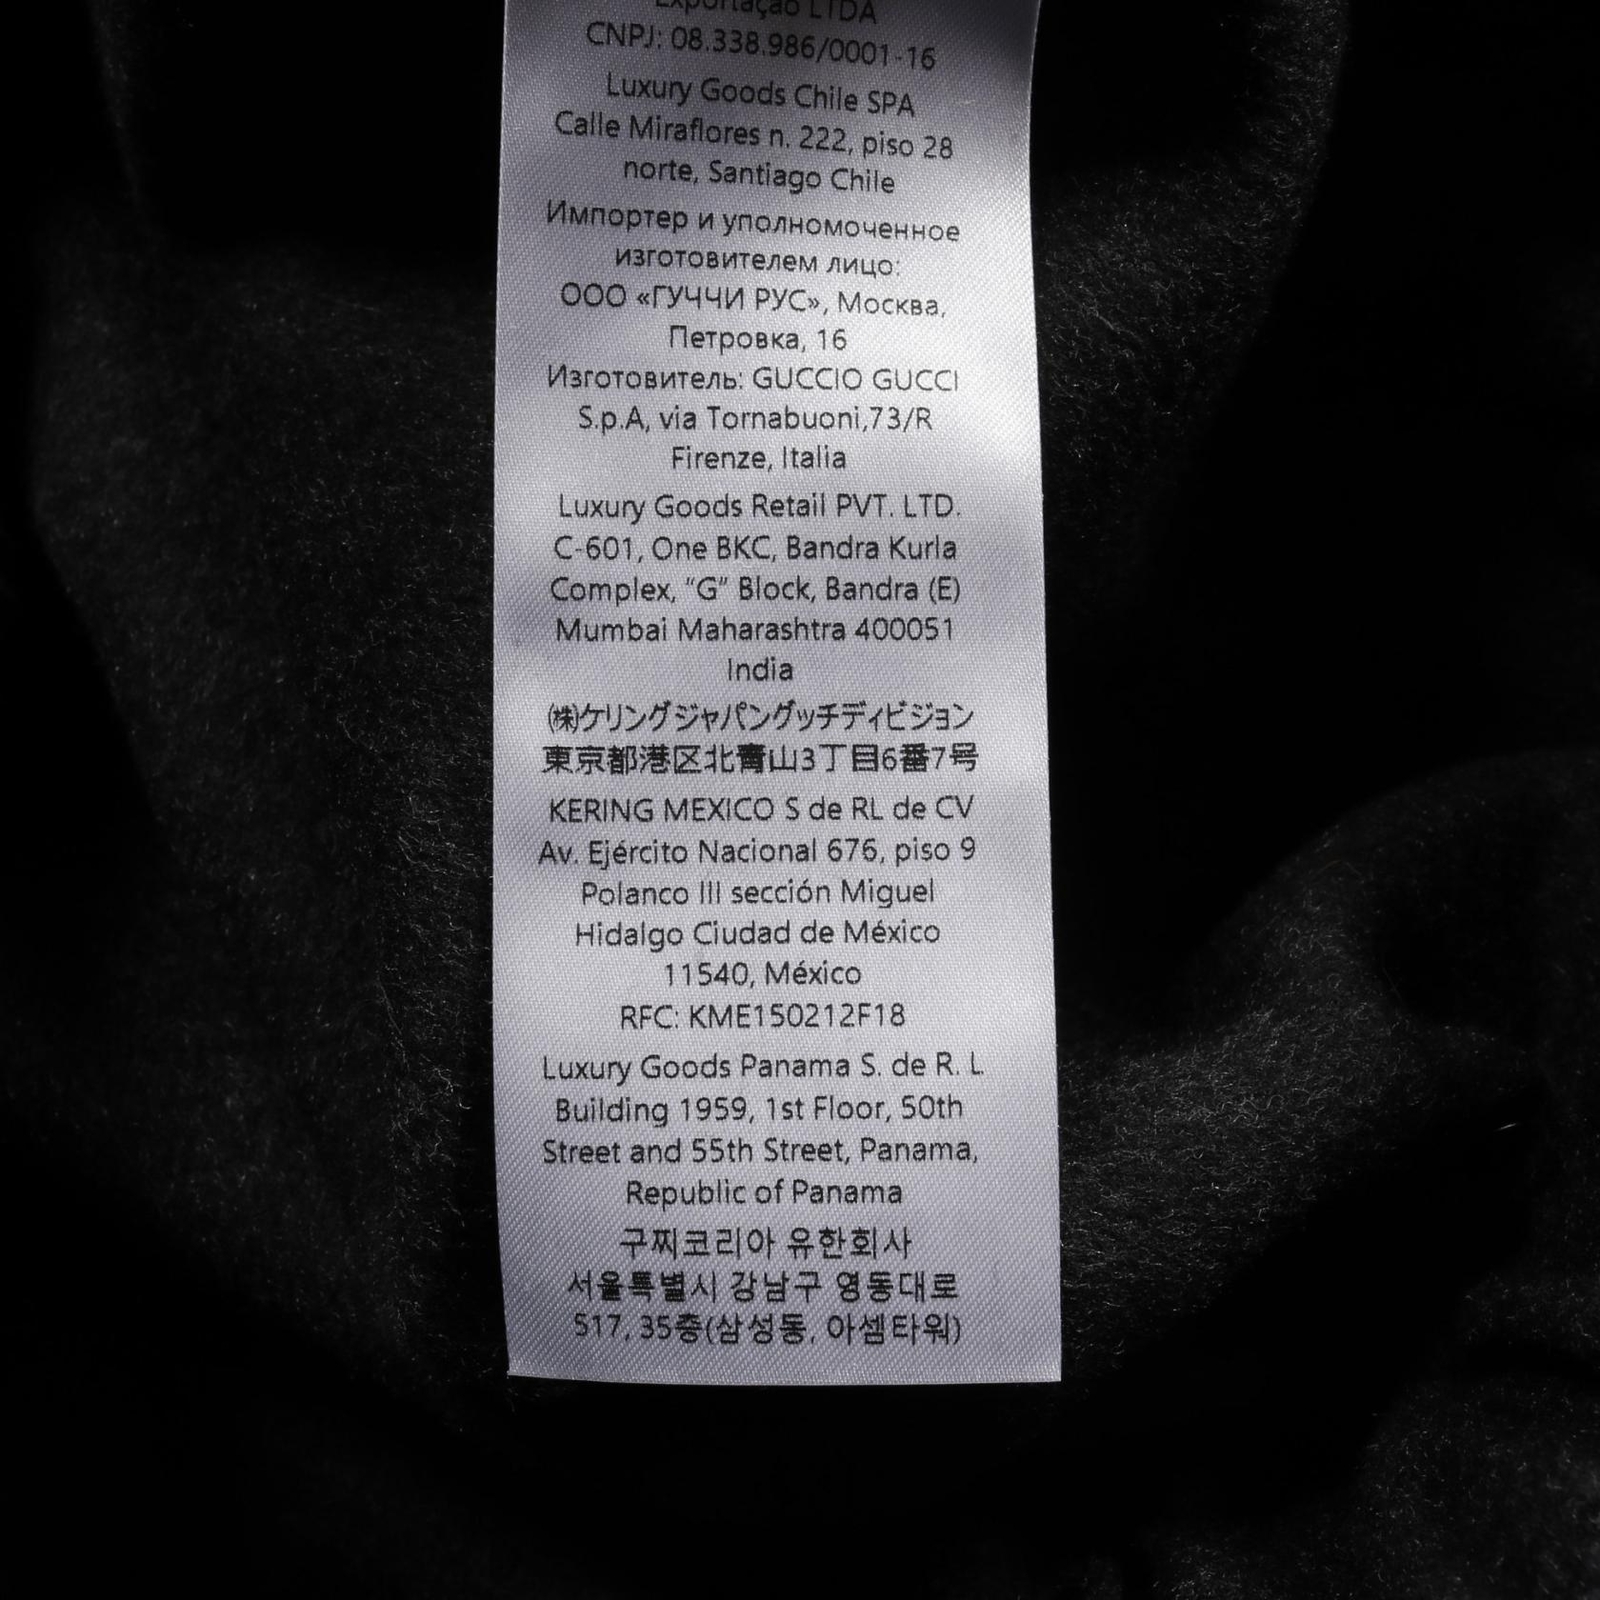 Exportação LTDA
CNPJ: 08.338.986/0001-16
Luxury Goods Chile SPA
Calle Miraflores n. 222, piso 28
norte, Santiago Chile
Импортер и уполномоченное
изготовителем лицо:
ООО «ГУЧЧИ РУС», Москва,
Петровка, 16
Изготовитель: GUCCIO GUCCI
S.p.A, via Tornabuoni,73/R
Firenze, Italia
Luxury Goods Retail PVT. LTD.
C-601, One BKC, Bandra Kurla
Complex, "G" Block, Bandra (E)
Mumbai Maharashtra 400051
India
㈱ケリングジャパングッチディビジョン
東京都港区北青山3丁目6番7号
KERING MEXICO S de RL de CV
Av. Ejército Nacional 676, piso 9
Polanco III sección Miguel
Hidalgo Ciudad de México
11540, México
RFC: KME150212F18
Luxury Goods Panama S. de R. L
Building 1959, 1st Floor, 50th
Street and 55th Street, Panama,
Republic of Panama
구찌코리아 유한회사
서울특별시 강남구 영동대로
517, 35층(삼성동, 아셈타워)